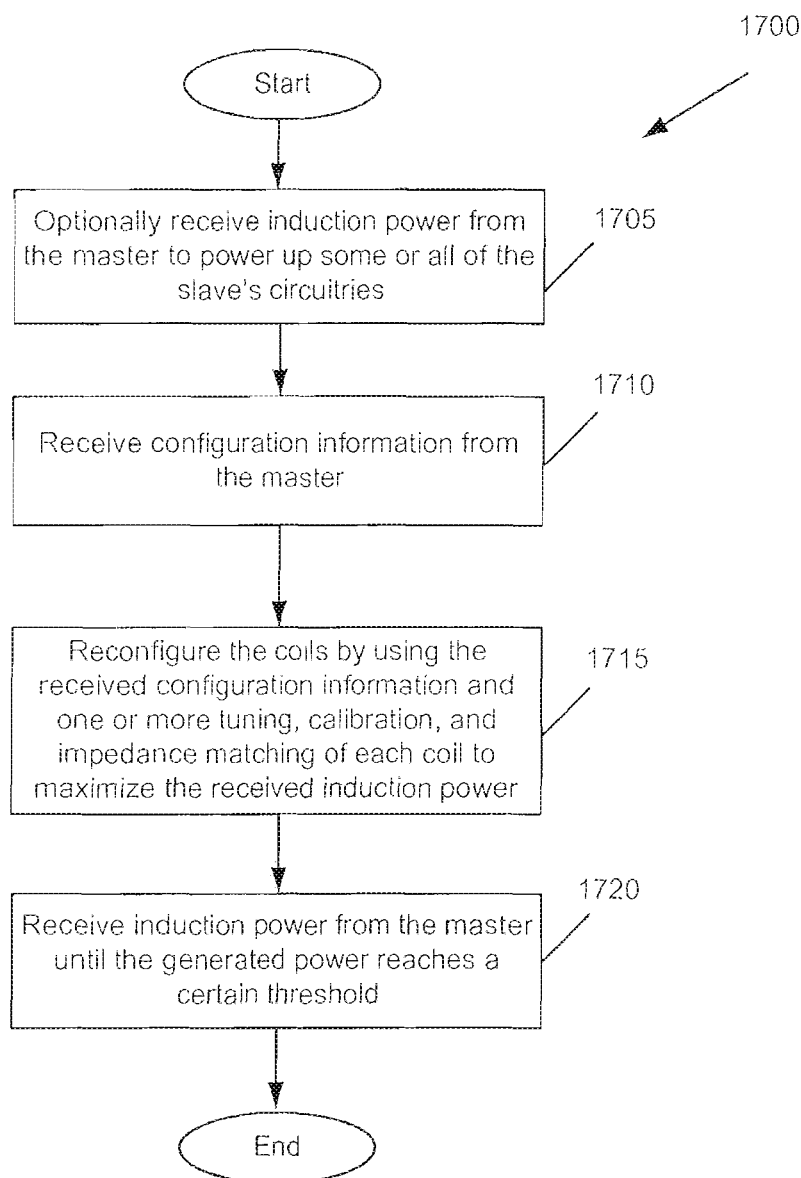 1700
Start
Optionally receive induction power from
the master to power up some or all of the
slave's circuitries
1705
1710
Receive configuration information from
the master
Reconfigure the coils by using the
received configuration information and
one or more tuning, calibration, and
impedance matching of each coil to
maximize the received induction power
1715
1720
Receive induction power from the master
until the generated power reaches a
certain threshold
End